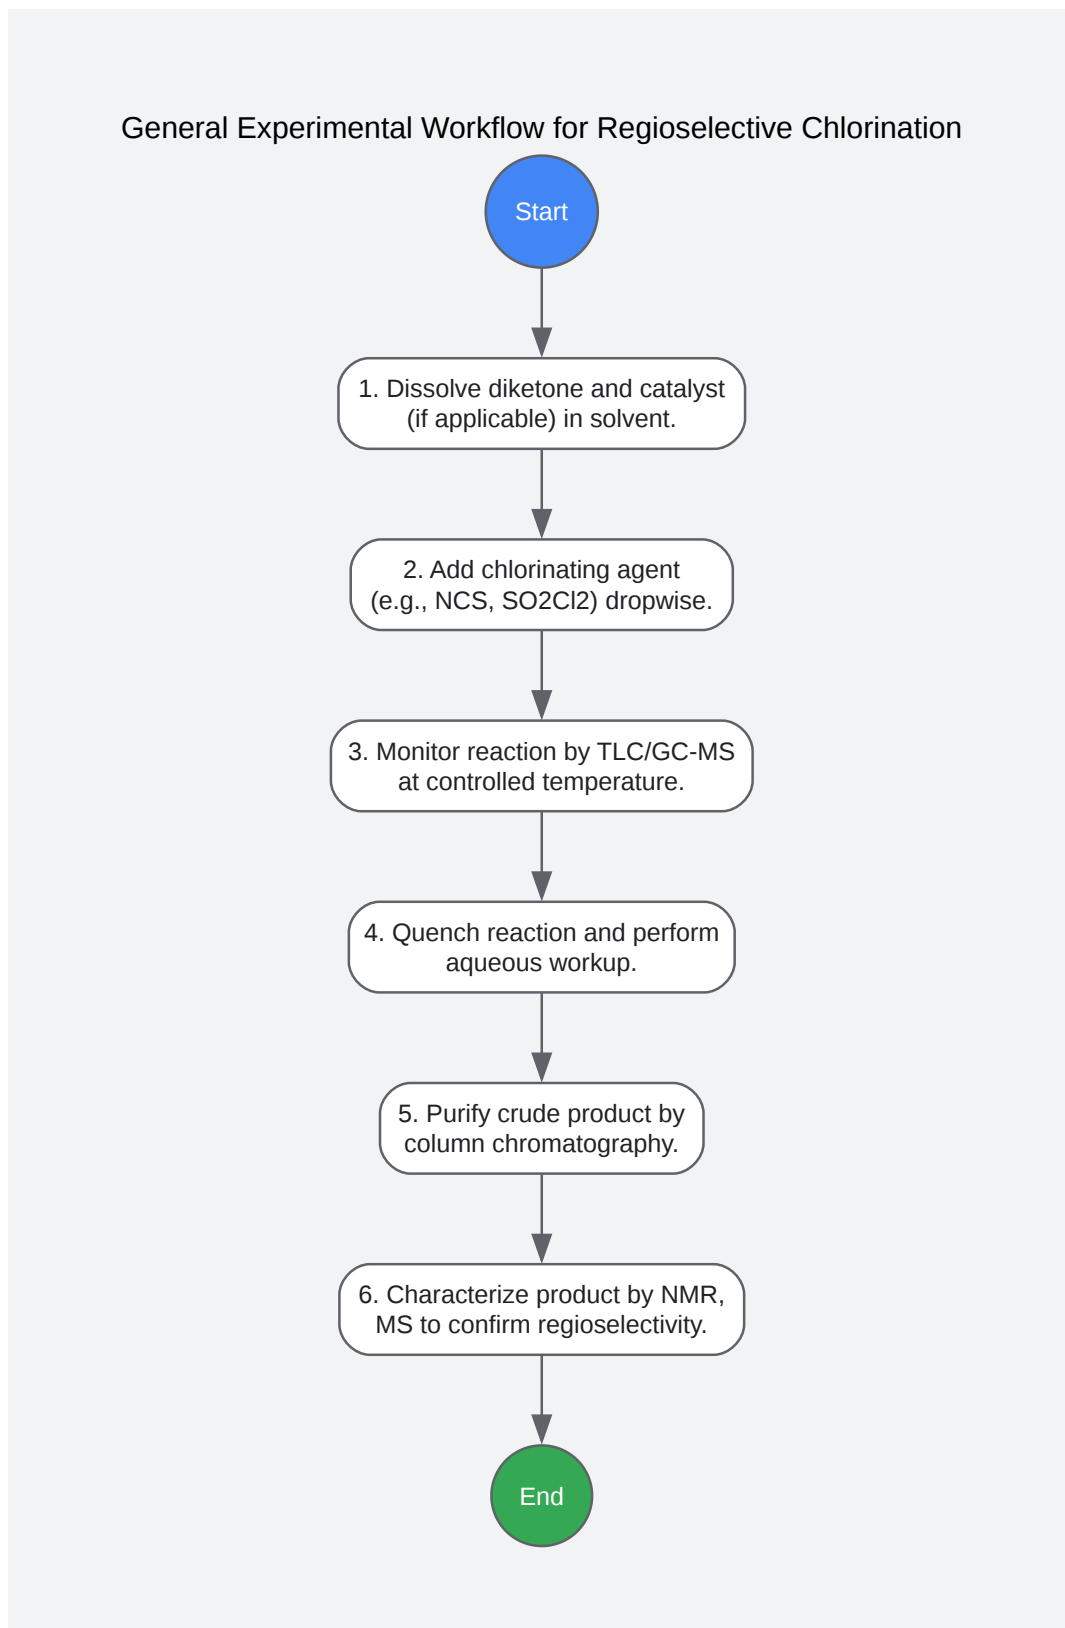 General Experimental Workflow for Regioselective Chlorination
Start
1. Dissolve diketone and catalyst
(if applicable) in solvent.
2. Add chlorinating agent
(e.g., NCS, SO2Cl2) dropwise.
3. Monitor reaction by TLC/GC-MS
at controlled temperature.
4. Quench reaction and perform
aqueous workup.
5. Purify crude product by
column chromatography.
6. Characterize product by NMR,
MS to confirm regioselectivity.
End